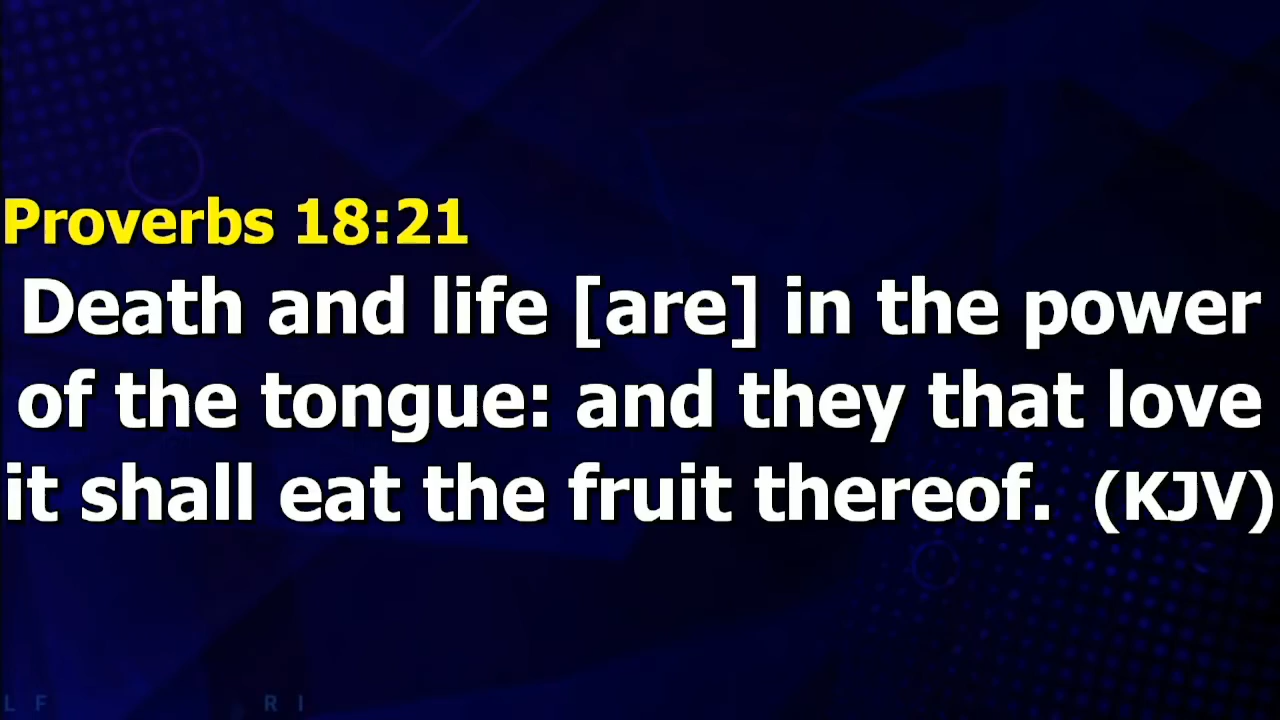 Proverbs 18:21
Death and life [are] in the power
of the tongue: and they that love
it shall eat the fruit thereof. (KJV)
L F R I